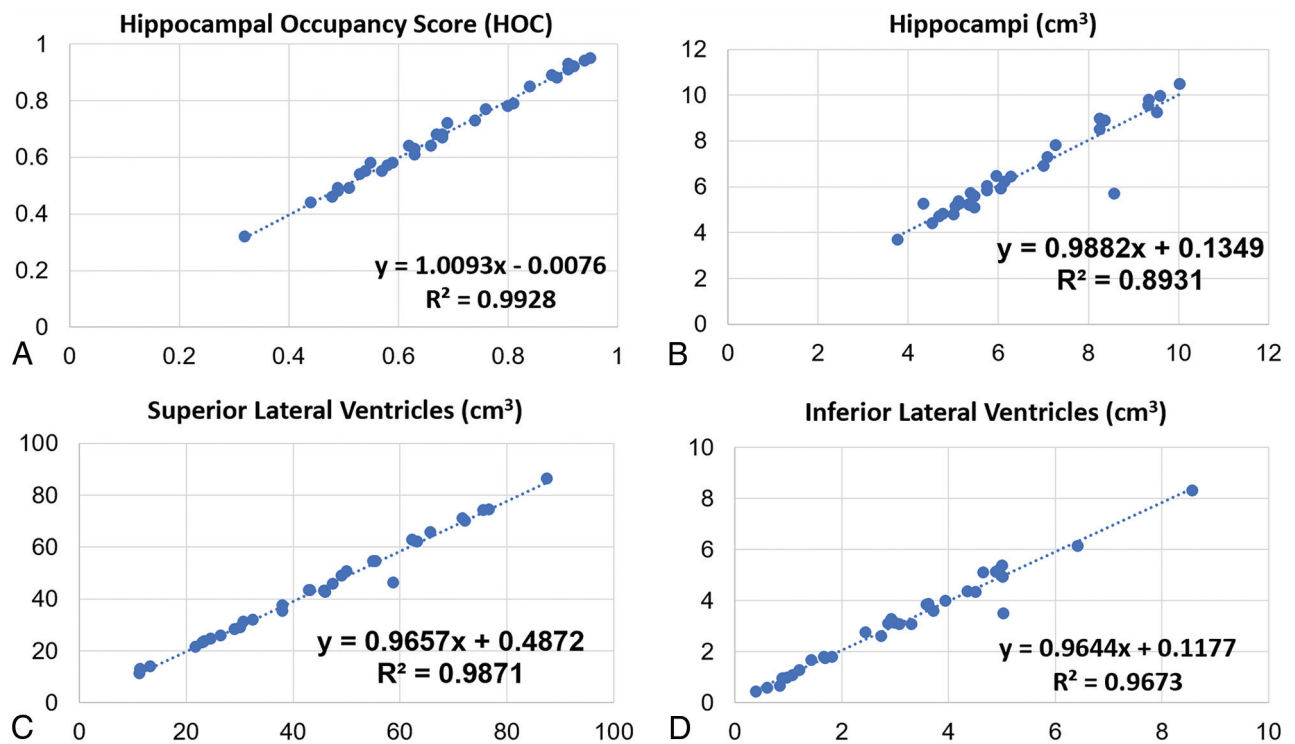 Hippocampal Occupancy Score (HOC)
1
0.8
0.6
0.4
0.2
0
y = 1.0093x - 0.0076
R² = 0.9928
A
0 0.2 0.4 0.6 0.8 1
Hippocampi (cm³)
12
10
8
6
4
2
0
y = 0.9882x + 0.1349
R² = 0.8931
B
0 2 4 6 8 10 12
Superior Lateral Ventricles (cm³)
100
80
60
40
20
0
y = 0.9657x + 0.4872
R² = 0.9871
C
0 20 40 60 80 100
Inferior Lateral Ventricles (cm³)
10
8
6
4
2
0
y = 0.9644x + 0.1177
R² = 0.9673
D
0 2 4 6 8 10